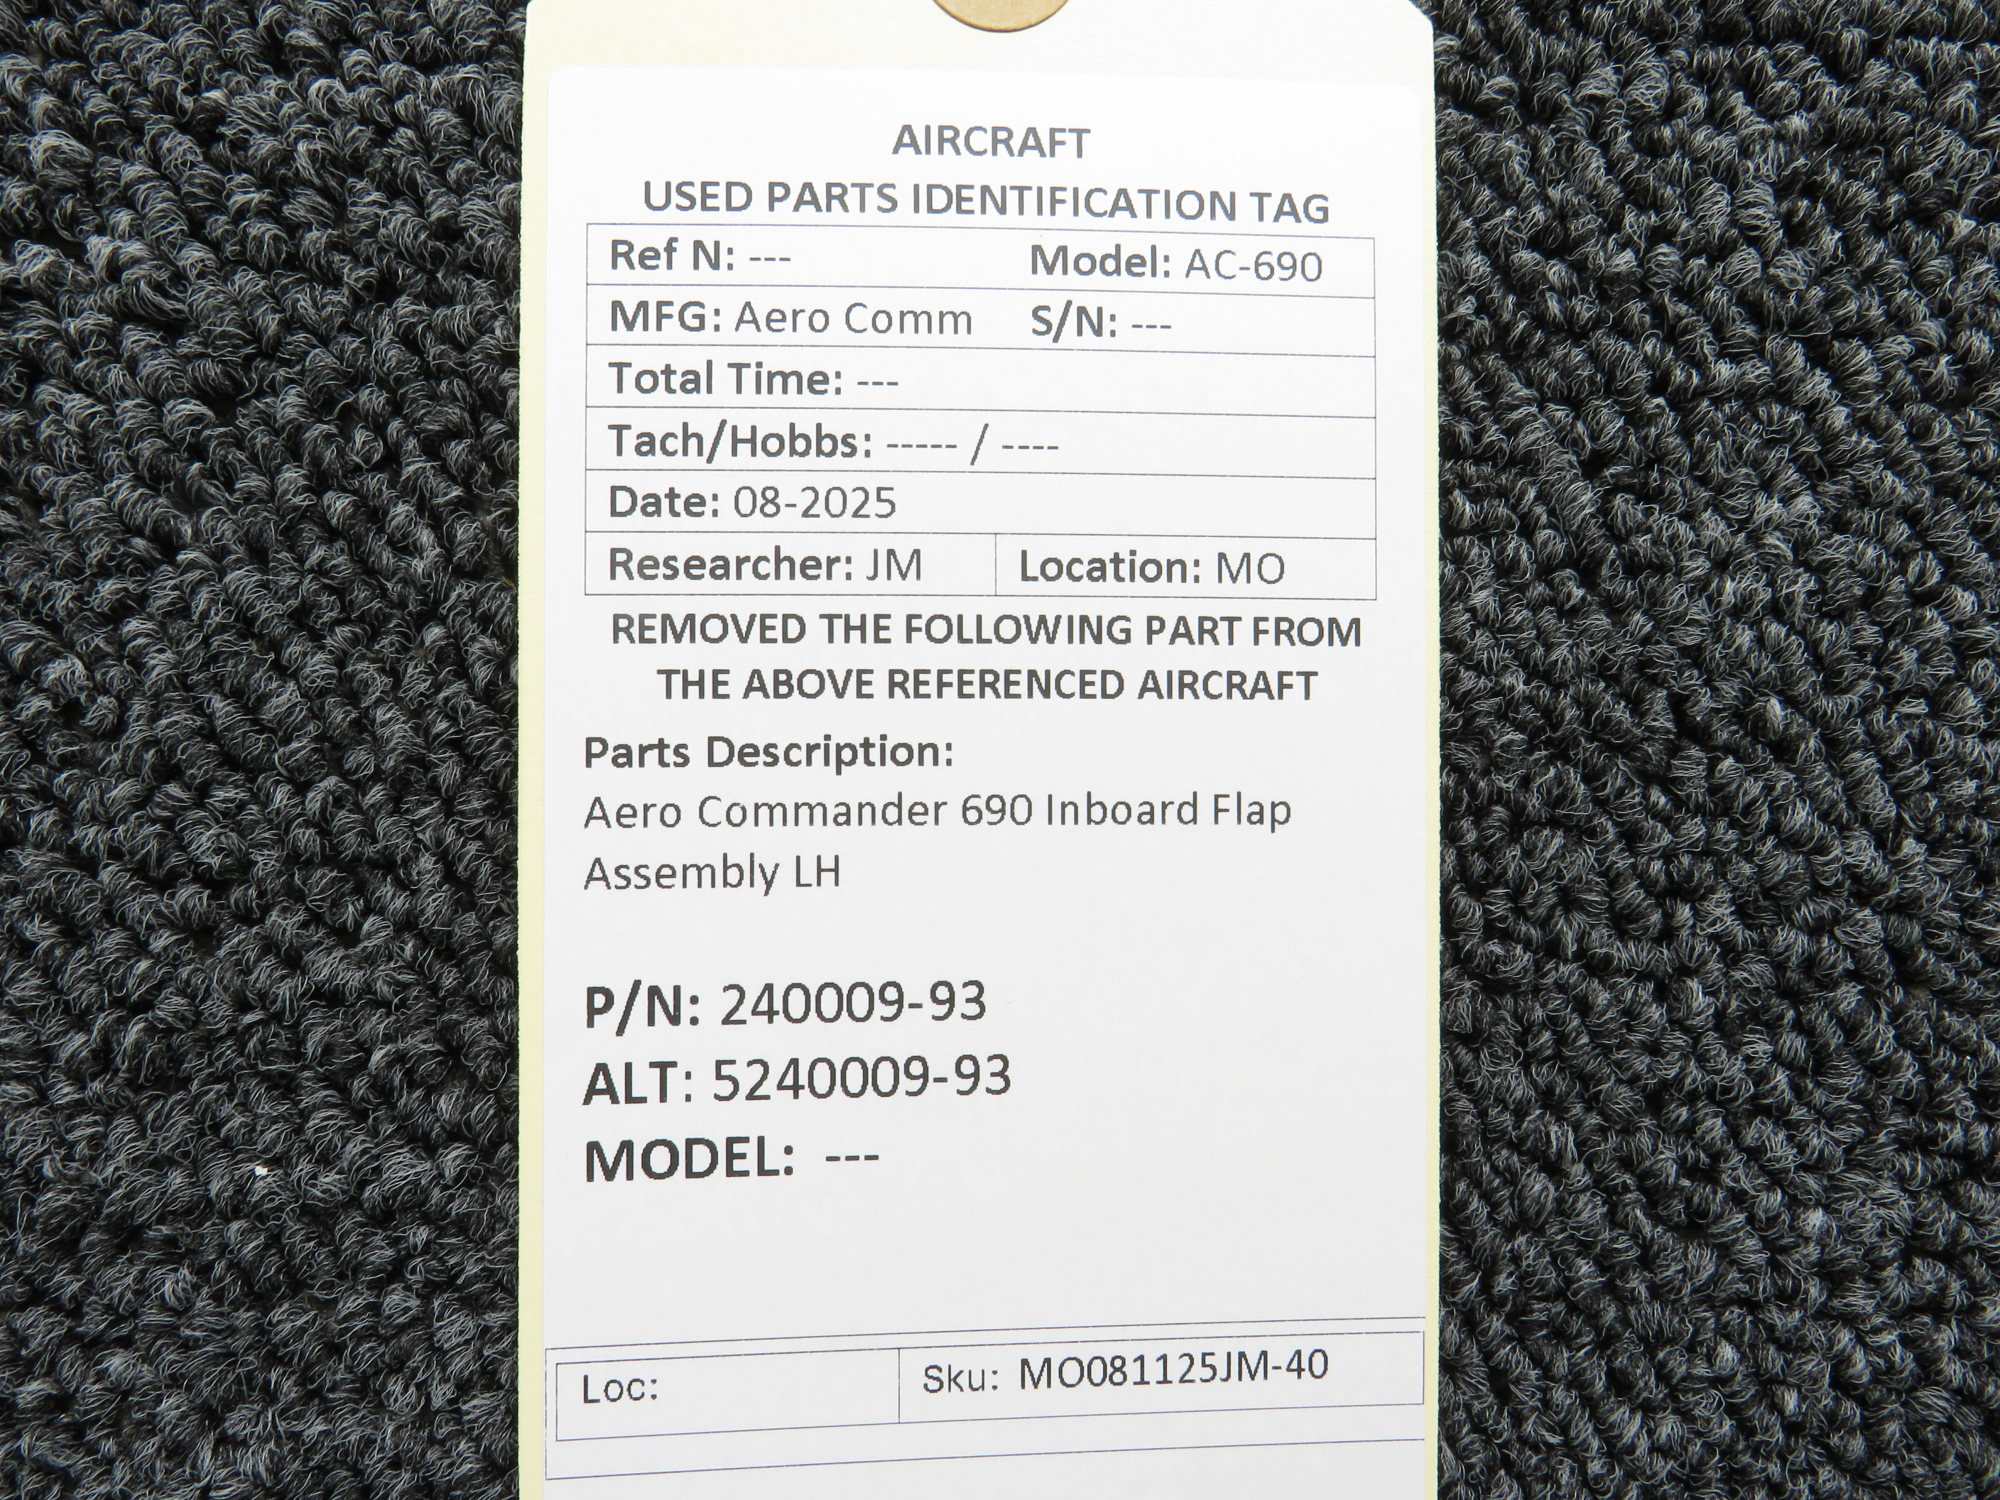 AIRCRAFT
USED PARTS IDENTIFICATION TAG
Ref N: --- Model: AC-690
MFG: Aero Comm S/N: ---
Total Time: ---
Tach/Hobbs: ----- / ----
Date: 08-2025
Researcher: JM Location: MO
REMOVED THE FOLLOWING PART FROM
THE ABOVE REFERENCED AIRCRAFT
Parts Description:
Aero Commander 690 Inboard Flap
Assembly LH
P/N: 240009-93
ALT: 5240009-93
MODEL: ---
Loc: Sku: MO081125JM-40